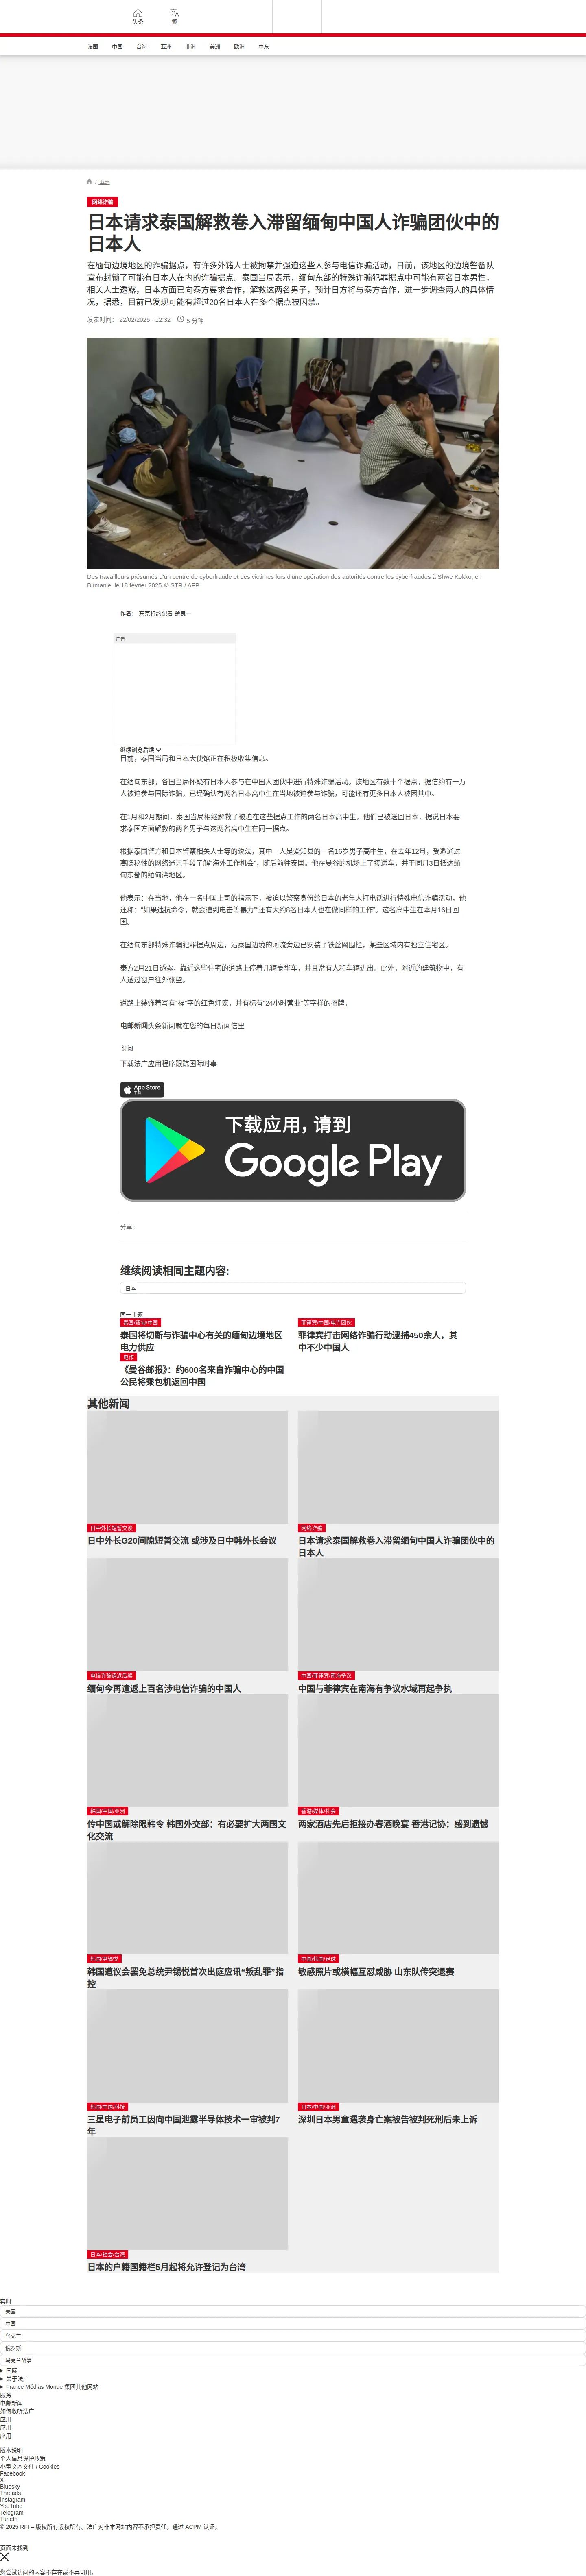 头条
繁
法国
中国
台海
亚洲
非洲
美洲
欧洲
中东
/ 亚洲
网络诈骗
日本请求泰国解救卷入滞留缅甸中国人诈骗团伙中的
日本人
在缅甸边境地区的诈骗据点，有许多外籍人士被拘禁并强迫这些人参与电信诈骗活动，日前，该地区的边境警备队
宣布封锁了可能有日本人在内的诈骗据点。泰国当局表示，缅甸东部的特殊诈骗犯罪据点中可能有两名日本男性，
相关人士透露，日本方面已向泰方要求合作，解救这两名男子，预计日方将与泰方合作，进一步调查两人的具体情
况，据悉，目前已发现可能有超过20名日本人在多个据点被囚禁。
发表时间： 22/02/2025 - 12:32
5 分钟
Des travailleurs présumés d'un centre de cyberfraude et des victimes lors d'une opération des autorités contre les cyberfraudes à Shwe Kokko, en
Birmanie, le 18 février 2025 © STR / AFP
作者： 东京特约记者 楚良一
广告
继续浏览后续
目前，泰国当局和日本大使馆正在积极收集信息。
在缅甸东部，各国当局怀疑有日本人参与在中国人团伙中进行特殊诈骗活动。该地区有数十个据点，据信约有一万
人被迫参与国际诈骗，已经确认有两名日本高中生在当地被迫参与诈骗，可能还有更多日本人被困其中。
在1月和2月期间，泰国当局相继解救了被迫在这些据点工作的两名日本高中生，他们已被送回日本，据说日本要
求泰国方面解救的两名男子与这两名高中生在同一据点。
根据泰国警方和日本警察相关人士等的说法，其中一人是爱知县的一名16岁男子高中生，在去年12月，受邀通过
高隐秘性的网络通讯手段了解“海外工作机会”，随后前往泰国。他在曼谷的机场上了接送车，并于同月3日抵达缅
甸东部的缅甸湾地区。
他表示：在当地，他在一名中国上司的指示下，被迫以警察身份给日本的老年人打电话进行特殊电信诈骗活动，他
还称：“如果违抗命令，就会遭到电击等暴力”“还有大约8名日本人也在做同样的工作”。这名高中生在本月16日回
国。
在缅甸东部特殊诈骗犯罪据点周边，沿泰国边境的河流旁边已安装了铁丝网围栏，某些区域内有独立住宅区。
泰方2月21日透露，靠近这些住宅的道路上停着几辆豪华车，并且常有人和车辆进出。此外，附近的建筑物中，有
人透过窗户往外张望。
道路上装饰着写有“福”字的红色灯笼，并有标有“24小时营业”等字样的招牌。
电邮新闻头条新闻就在您的每日新闻信里
订阅
下载法广应用程序跟踪国际时事
App Store
下载
下载应用，请到
Google Play
分享 :
继续阅读相同主题内容:
日本
同一主题
泰国/缅甸/中国
泰国将切断与诈骗中心有关的缅甸边境地区
电力供应
菲律宾/中国/电诈团伙
菲律宾打击网络诈骗行动逮捕450余人，其
中不少中国人
电诈
《曼谷邮报》：约600名来自诈骗中心的中国
公民将乘包机返回中国
其他新闻
日中外长短暂交谈
日中外长G20间隙短暂交流 或涉及日中韩外长会议
网络诈骗
日本请求泰国解救卷入滞留缅甸中国人诈骗团伙中的
日本人
电信诈骗遣返后续
缅甸今再遣返上百名涉电信诈骗的中国人
中国/菲律宾/南海争议
中国与菲律宾在南海有争议水域再起争执
韩国/中国/亚洲
传中国或解除限韩令 韩国外交部：有必要扩大两国文
化交流
香港/媒体/社会
两家酒店先后拒接办春酒晚宴 香港记协：感到遗憾
韩国/尹锡悦
韩国遭议会罢免总统尹锡悦首次出庭应讯“叛乱罪”指
控
中国/韩国/足球
敏感照片或横幅互怼威胁 山东队传突退赛
韩国/中国/科技
三星电子前员工因向中国泄露半导体技术一审被判7
年
日本/中国/亚洲
深圳日本男童遇袭身亡案被告被判死刑后未上诉
日本/社会/台湾
日本的户籍国籍栏5月起将允许登记为台湾
实时
美国
中国
乌克兰
俄罗斯
乌克兰战争
国际
关于法广
France Médias Monde 集团其他网站
服务
电邮新闻
如何收听法广
应用
应用
应用
版本说明
个人信息保护政策
小型文本文件 / Cookies
Facebook
X
Bluesky
Threads
Instagram
YouTube
Telegram
TuneIn
© 2025 RFI – 版权所有版权所有。法广对非本网站内容不承担责任。通过 ACPM 认证。
页面未找到
您尝试访问的内容不存在或不再可用。